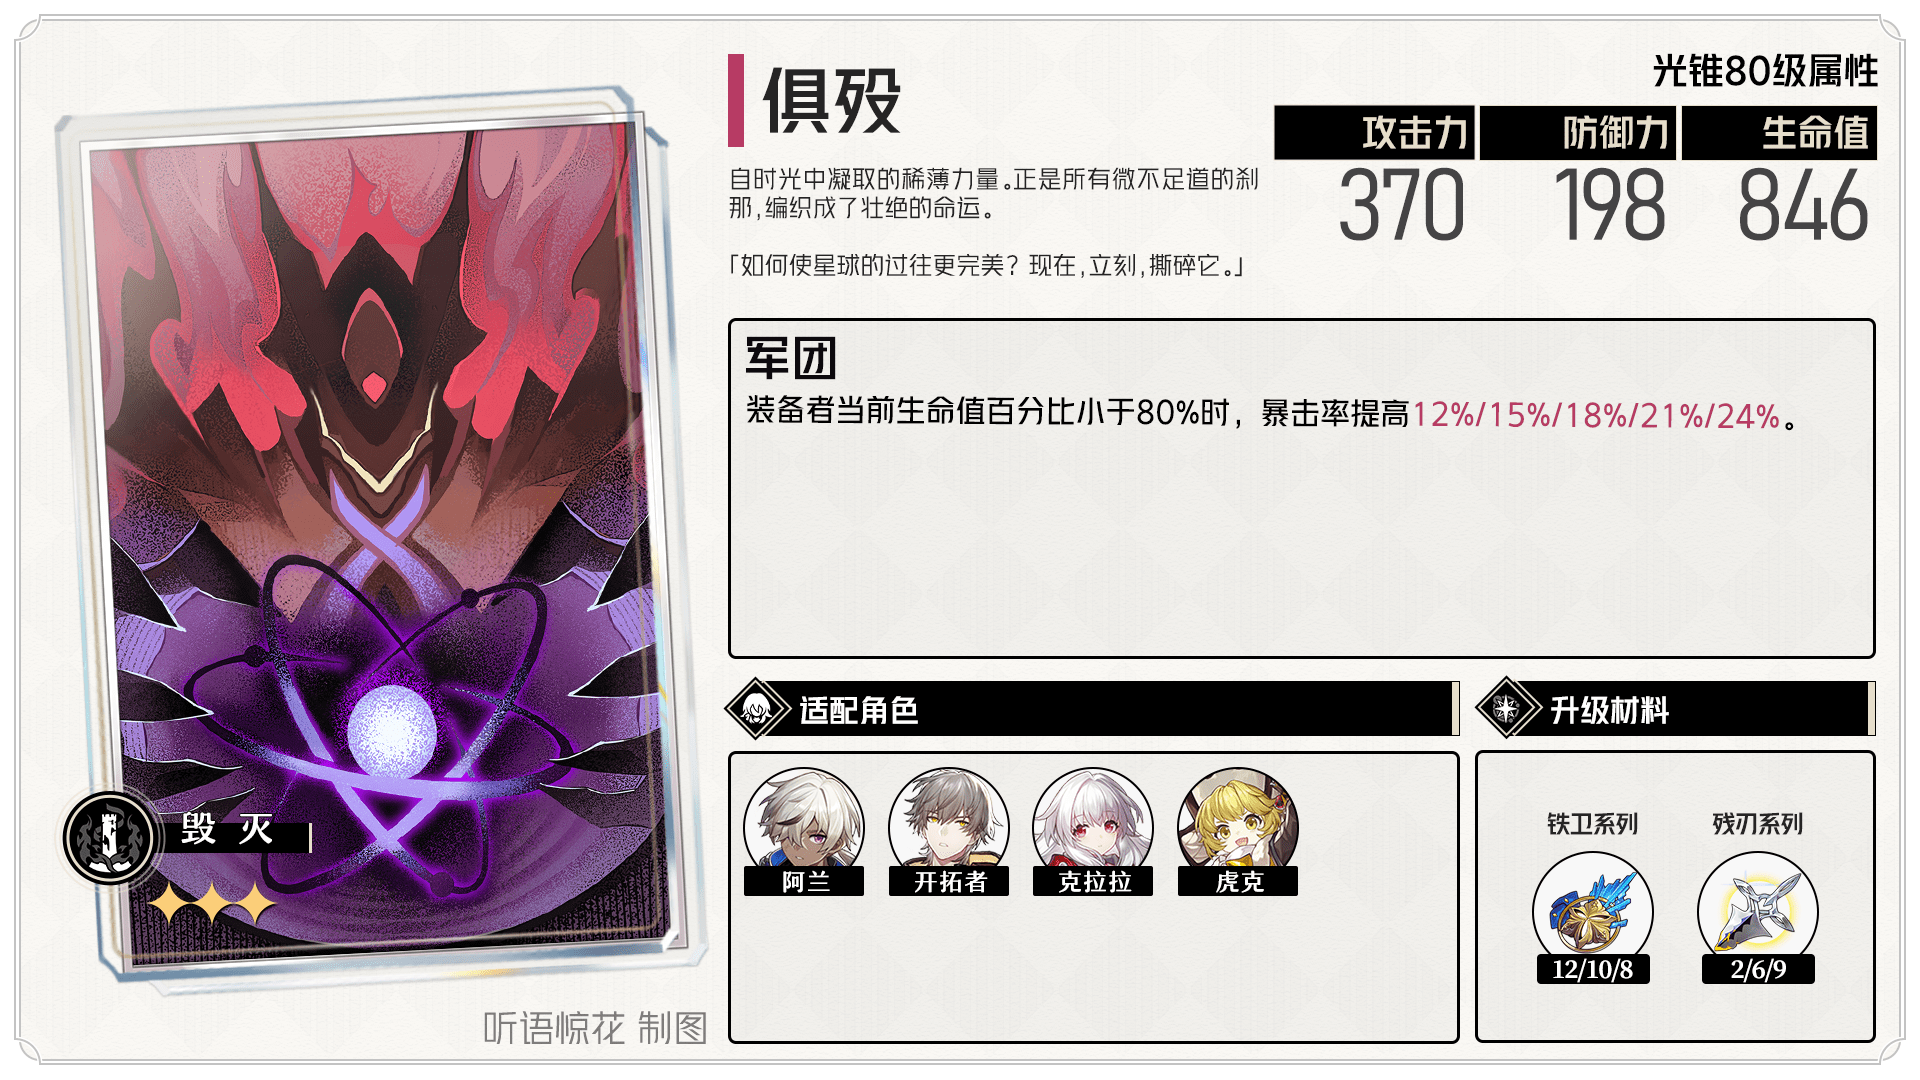 俱殁
自时光中凝取的稀薄力量。正是所有微不足道的刹
那，编织成了壮绝的命运。
「如何使星球的过往更完美？现在，立刻，撕碎它。」
光锥80级属性
攻击力 防御力 生命值
370 198 846
军团
装备者当前生命值百分比小于80%时，暴击率提高12%/15%/18%/21%/24%。
毁灭
适配角色
阿兰 开拓者 克拉拉 虎克
升级材料
铁卫系列 残刃系列
12/10/8 2/6/9
听语惊花 制图